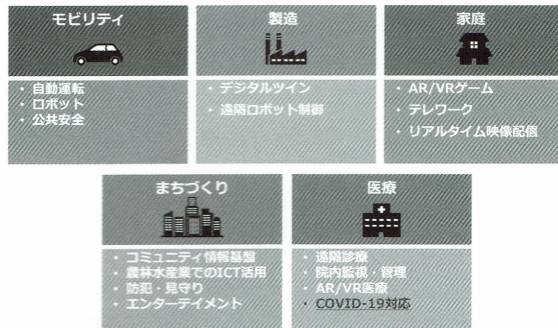 モビリティ
・ 自動運転
・ ロボット
・ 公共安全
製造
・ デジタルツイン
・ 遠隔ロボット制御
家庭
・ AR/VRゲーム
・ テレワーク
・ リアルタイム映像配信
まちづくり
・ コミュニティ情報基盤
・ 農林水産業でのICT活用
・ 防犯・見守り
・ エンターテイメント
医療
・ 遠隔診療
・ 院内監視・管理
・ AR/VR医療
・ COVID-19対応